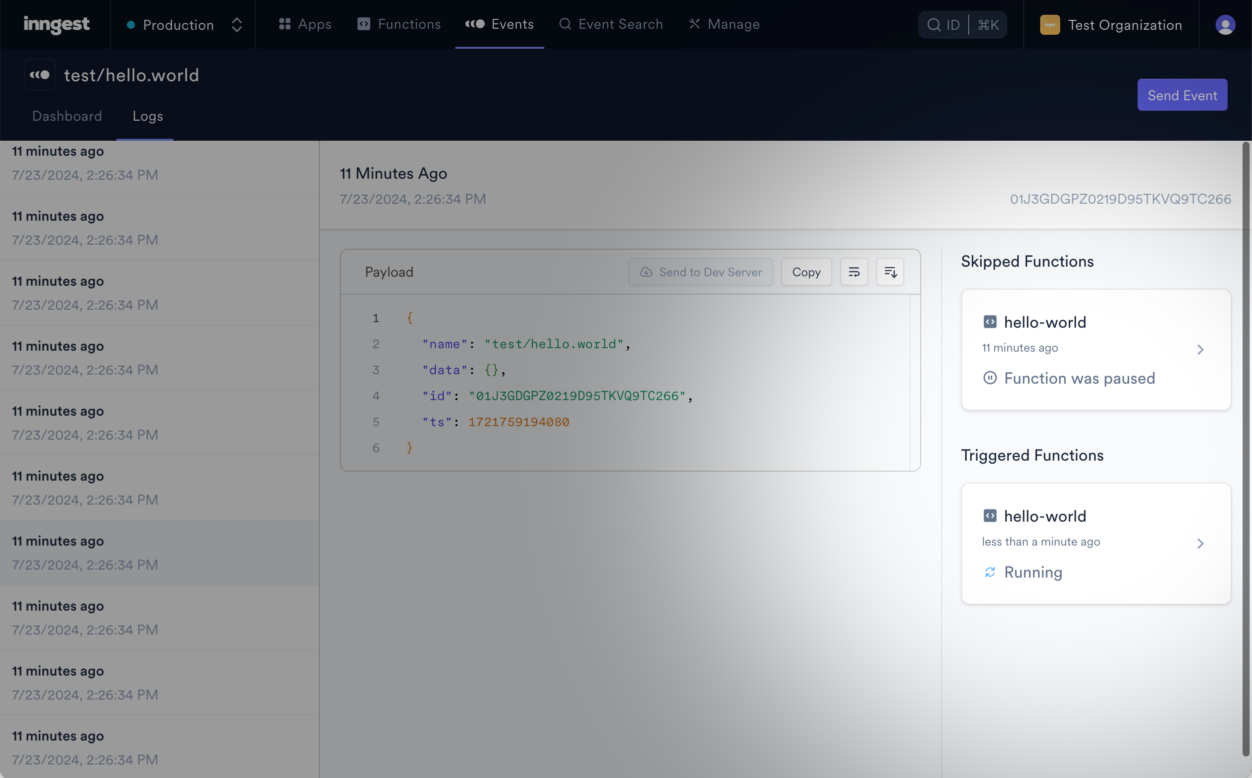 inngest
Production
Apps
Functions
Events
Event Search
Manage
ID
⌘K
Test Organization
test/hello.world
Send Event
Dashboard
Logs
11 minutes ago
7/23/2024, 2:26:34 PM
11 minutes ago
7/23/2024, 2:26:34 PM
11 minutes ago
7/23/2024, 2:26:34 PM
11 minutes ago
7/23/2024, 2:26:34 PM
11 minutes ago
7/23/2024, 2:26:34 PM
11 minutes ago
7/23/2024, 2:26:34 PM
11 minutes ago
7/23/2024, 2:26:34 PM
11 minutes ago
7/23/2024, 2:26:34 PM
11 minutes ago
7/23/2024, 2:26:34 PM
11 minutes ago
7/23/2024, 2:26:34 PM
11 Minutes Ago
7/23/2024, 2:26:34 PM
01J3GDGPZ0219D95TKVQ9TC266
Payload
Send to Dev Server
Copy
1 {
2 "name": "test/hello.world",
3 "data": {},
4 "id": "01J3GDGPZ0219D95TKVQ9TC266",
5 "ts": 1721759194080
6 }
Skipped Functions
hello-world
11 minutes ago
Function was paused
Triggered Functions
hello-world
less than a minute ago
Running